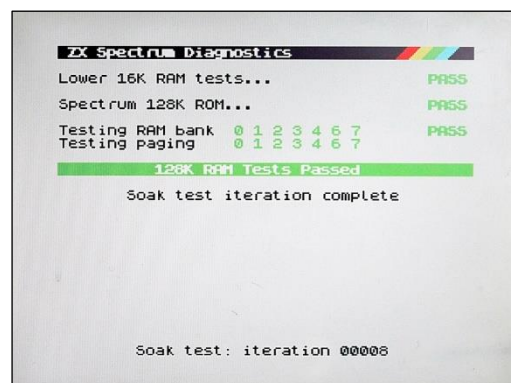 ZX Spectrum Diagnostics
Lower 16K RAM tests... PASS
Spectrum 128K ROM... PASS
Testing RAM bank 0 1 2 3 4 6 7 PASS
Testing paging 0 1 2 3 4 6 7
128K RAM Tests Passed
Soak test iteration complete
Soak test: iteration 00008